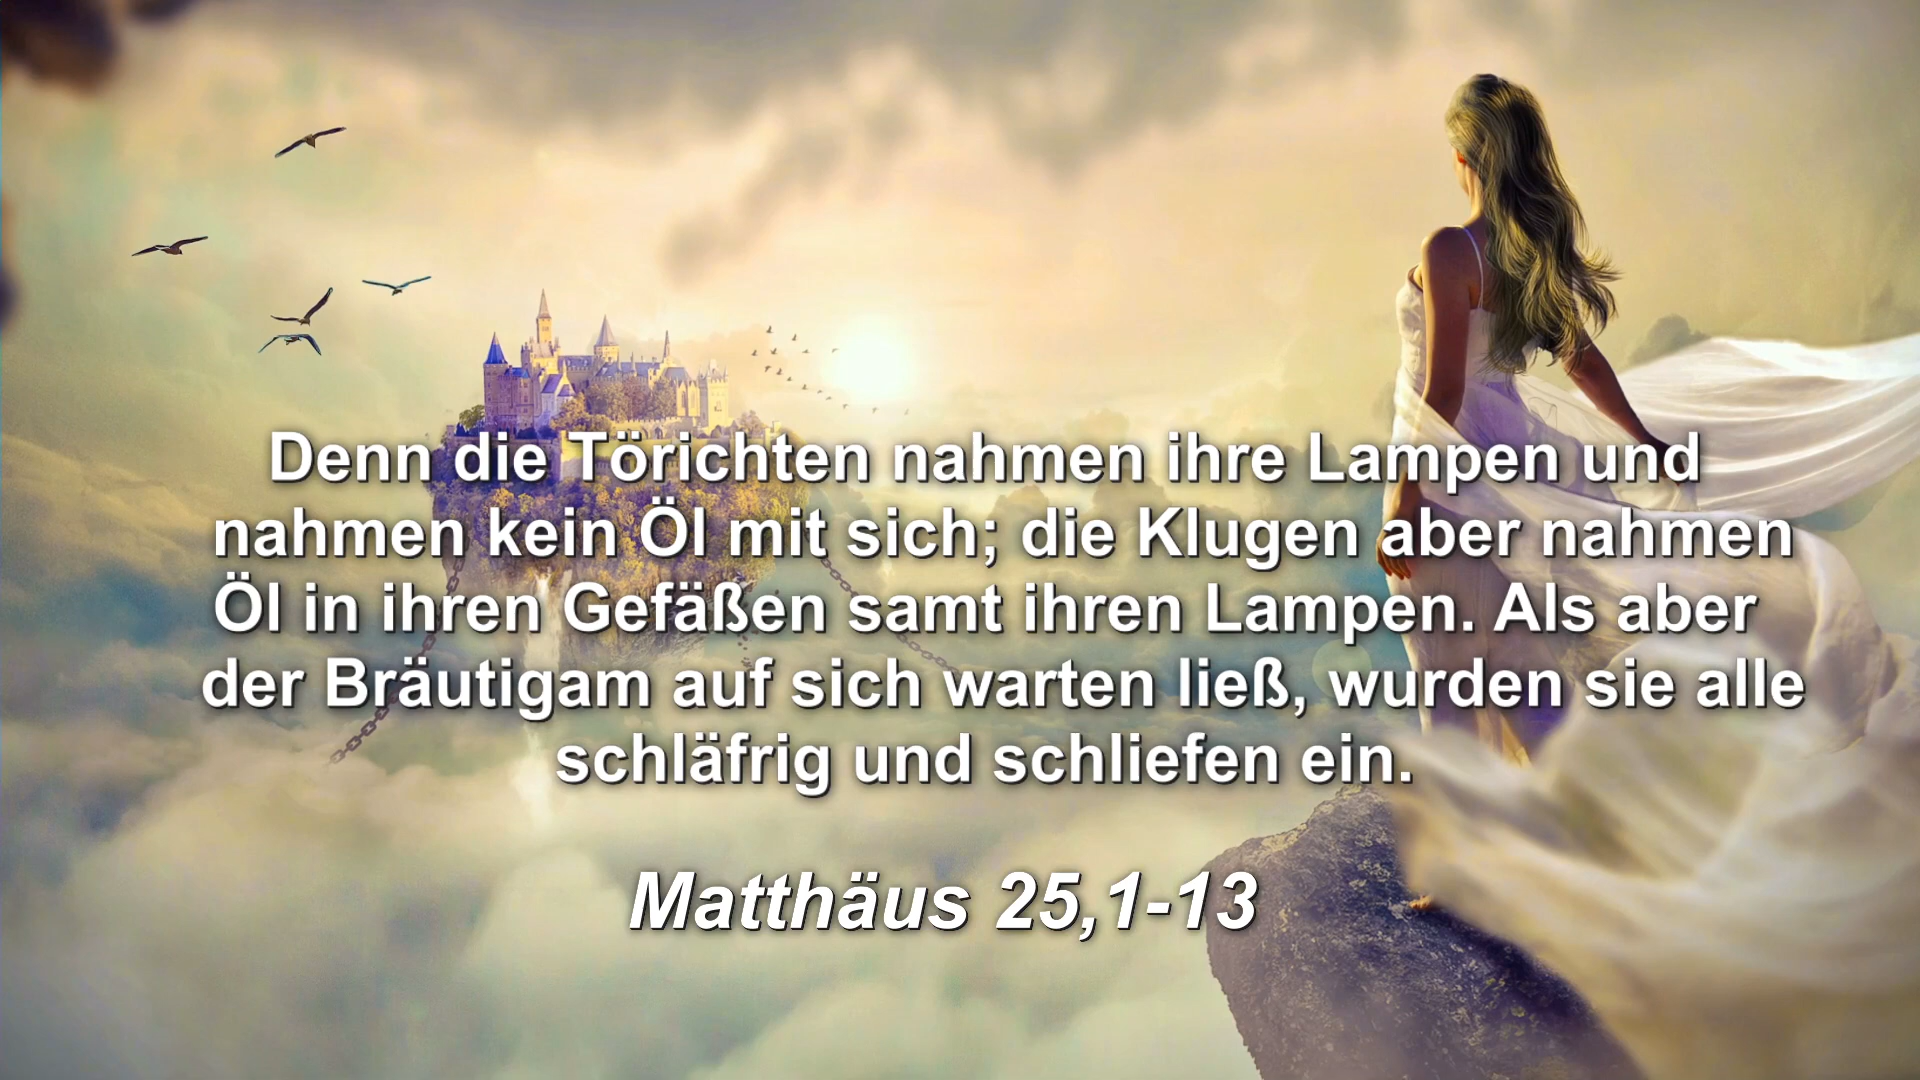 Denn die Törichten nahmen ihre Lampen und
nahmen kein Öl mit sich; die Klugen aber nahmen
Öl in ihren Gefäßen samt ihren Lampen. Als aber
der Bräutigam auf sich warten ließ, wurden sie alle
schläfrig und schliefen ein.
Matthäus 25,1-13